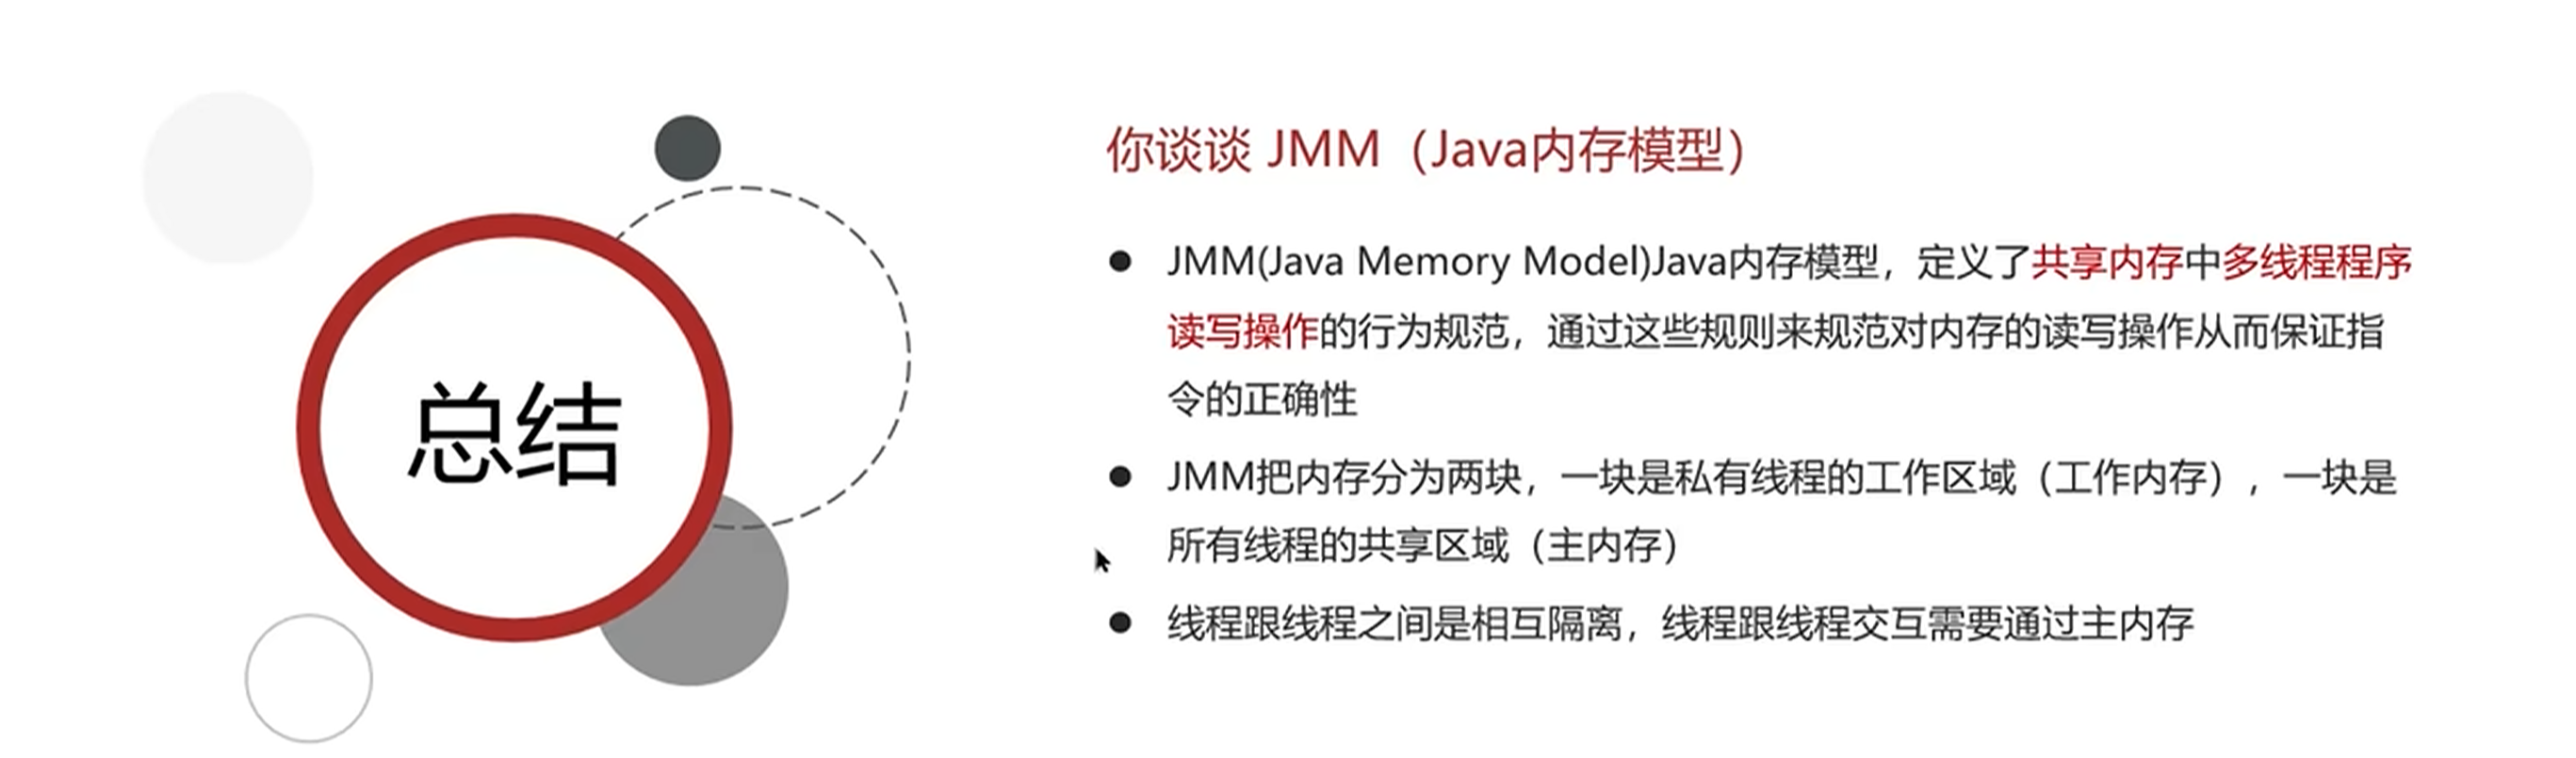 总结
你谈谈 JMM（Java内存模型）
JMM(Java Memory Model)Java内存模型，定义了共享内存中多线程程序
读写操作的行为规范，通过这些规则来规范对内存的读写操作从而保证指
令的正确性
JMM把内存分为两块，一块是私有线程的工作区域（工作内存），一块是
所有线程的共享区域（主内存）
线程跟线程之间是相互隔离，线程跟线程交互需要通过主内存